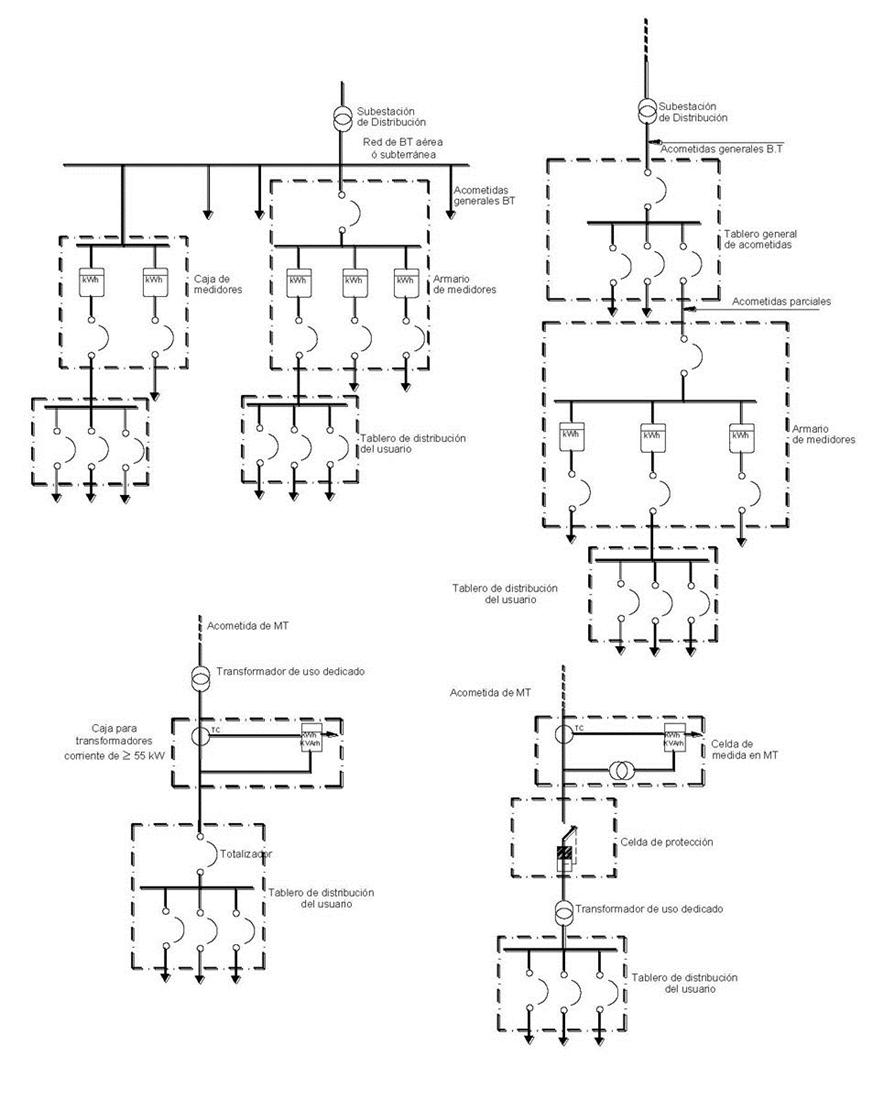 Subestación
de Distribución
Red de BT aérea
ó subterránea
Acometidas
generales BT
kWh
kWh
Caja de
medidores
kWh
kWh
kWh
Armario
de medidores
Tablero de distribución
del usuario
Subestación
de Distribución
Acometidas generales B.T
Tablero general
de acometidas
Acometidas parciales
kWh
kWh
kWh
Armario
de medidores
Tablero de distribución
del usuario
Acometida de MT
Transformador de uso dedicado
Caja para
transformadores
corriente de ≥ 55 kW
TC
kWh
KVArh
Totalizador
Tablero de distribución
del usuario
Acometida de MT
TC
kWh
KVArh
Celda de
medida en MT
Celda de protección
Transformador de uso dedicado
Tablero de distribución
del usuario